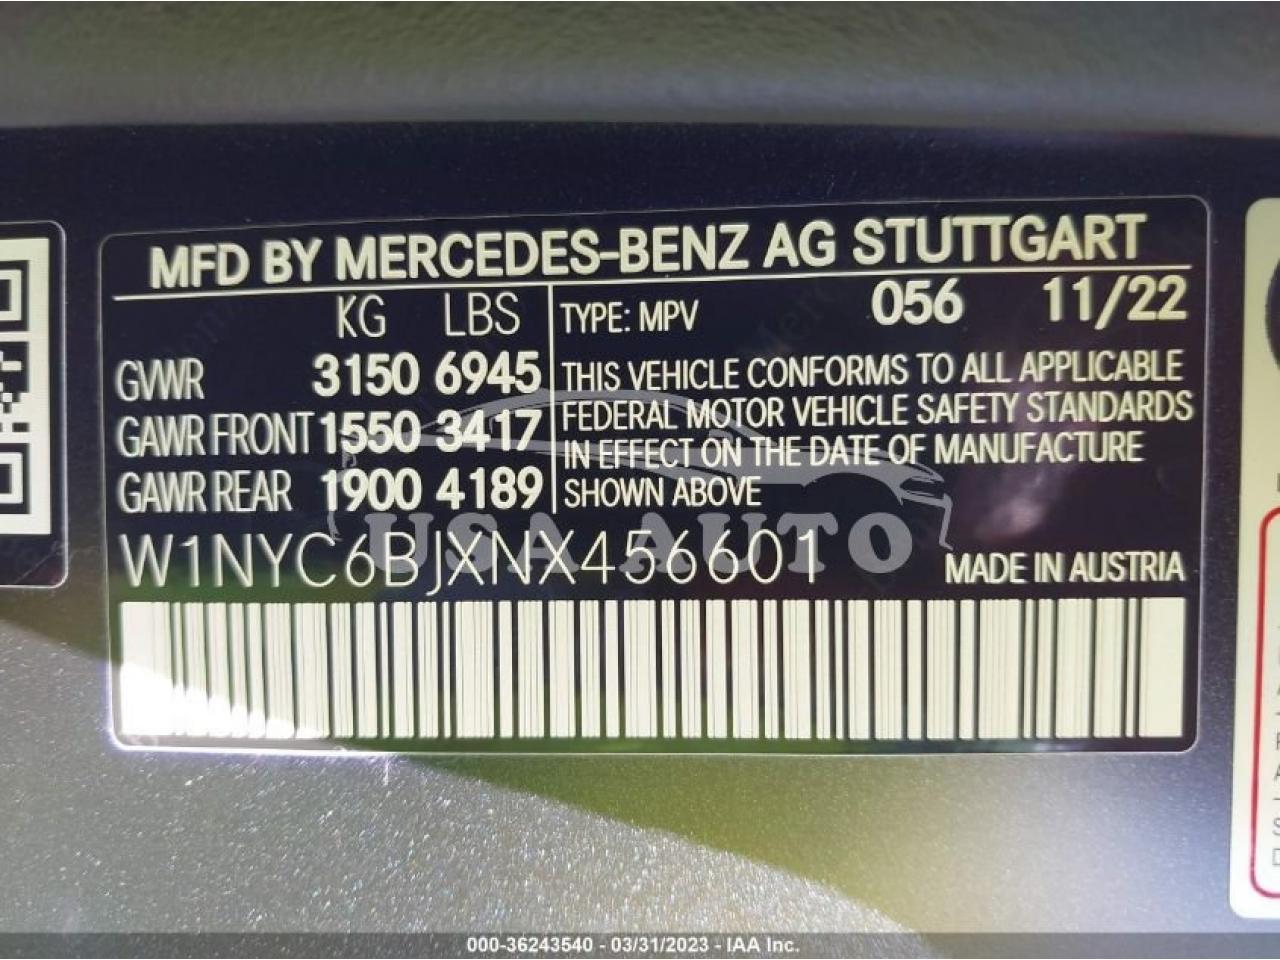 MFD BY MERCEDES-BENZ AG STUTTGART
KG LBS
GVWR 3150 6945
GAWR FRONT 1550 3417
GAWR REAR 1900 4189
TYPE: MPV 056 11/22
THIS VEHICLE CONFORMS TO ALL APPLICABLE
FEDERAL MOTOR VEHICLE SAFETY STANDARDS
IN EFFECT ON THE DATE OF MANUFACTURE
SHOWN ABOVE
USA AUTO
W1NYC6BJXNX456601 MADE IN AUSTRIA
000-36243540 - 03/31/2023 - IAA Inc.